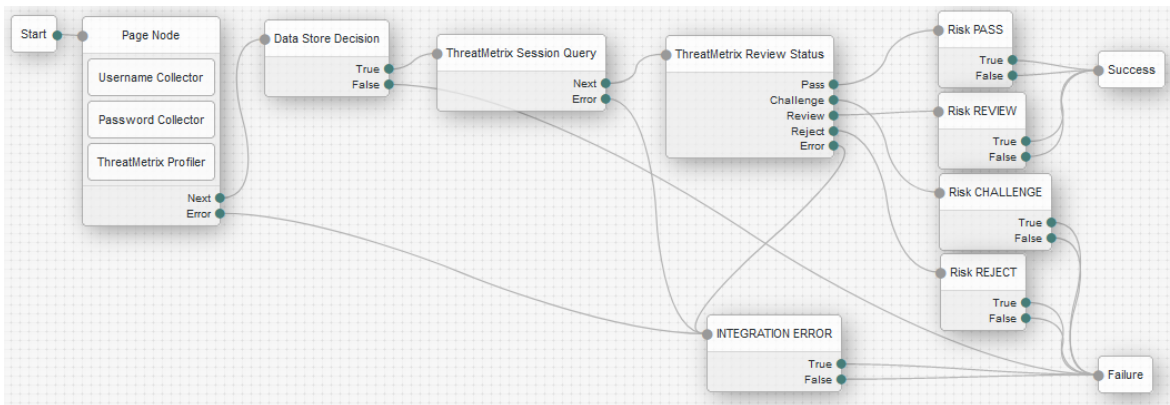 Start
Page Node
Username Collector
Password Collector
ThreatMetrix Profiler
Next
Error
Data Store Decision
True
False
ThreatMetrix Session Query
Next
Error
ThreatMetrix Review Status
Pass
Challenge
Review
Reject
Error
Risk PASS
True
False
Risk REVIEW
True
False
Risk CHALLENGE
True
False
Risk REJECT
True
False
INTEGRATION ERROR
True
False
Success
Failure